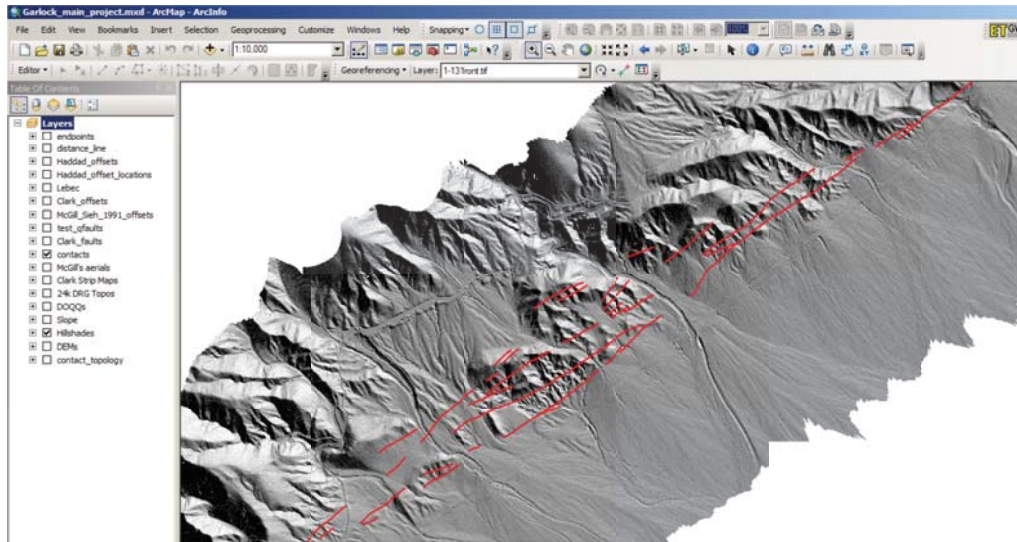 Garlock_main_project.mxd - ArcMap - ArcInfo
File Edit View Bookmarks Insert Selection Geoprocessing Customize Windows Help Snapping
1:10,000
Editor Georeferencing Layer: 1-13front.tif
Table Of Contents
Layers
endpoints
distance_line
Haddad_offsets
Haddad_offset_locations
Lebec
Clark_offsets
McGill_Sieh_1991_offsets
test_qfaults
Clark_faults
contacts
McGill's aerials
Clark Strip Maps
24k DRG Topos
DOQQs
Slope
Hillshades
DEMs
contact_topology